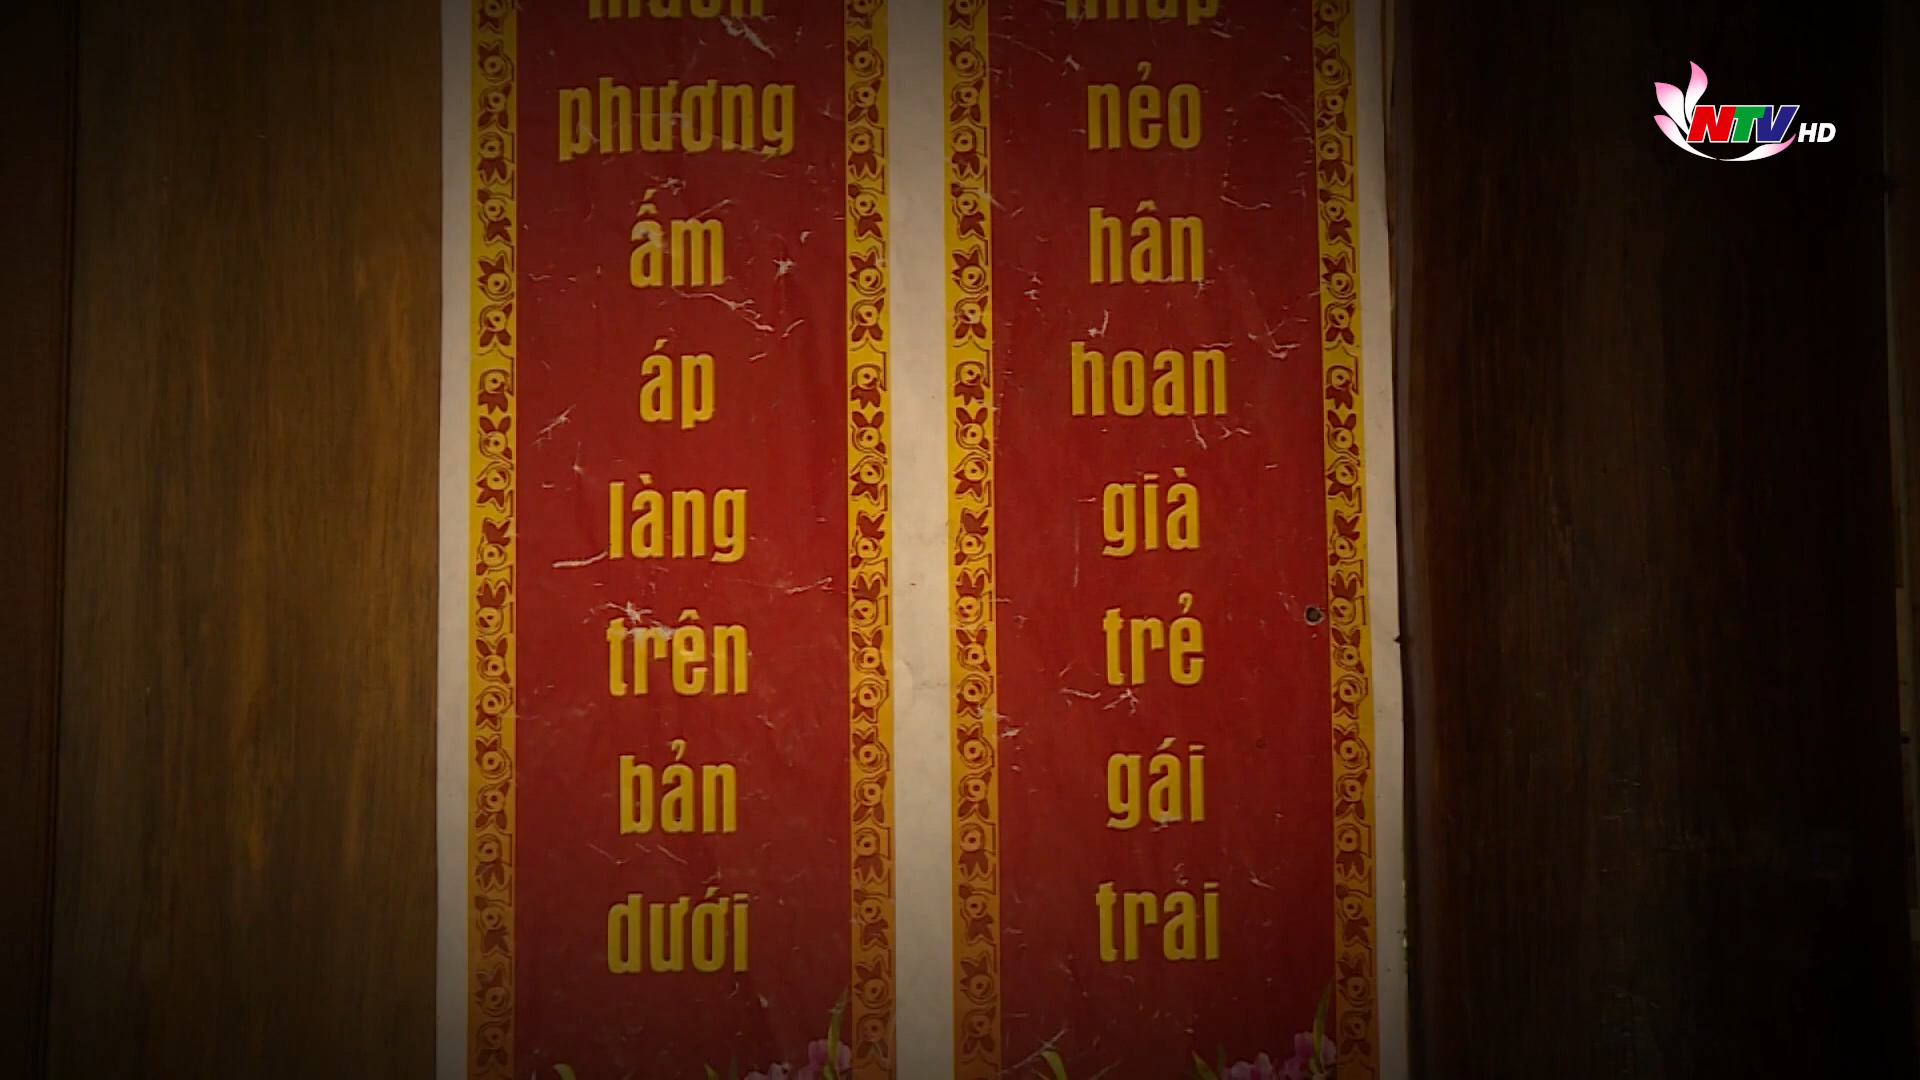 phương
ấm
áp
làng
trên
bản
dưới
nẻo
hân
hoan
già
trẻ
gái
trai
NTV HD